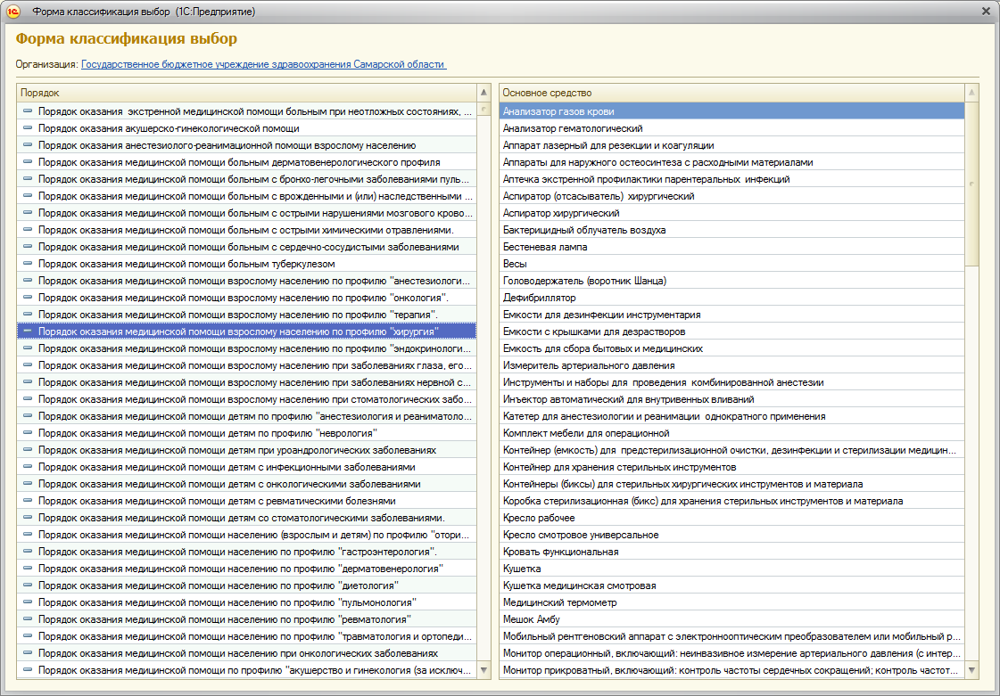 Форма классификация выбор (1С:Предприятие)
Форма классификация выбор
Организация: Государственное бюджетное учреждение здравоохранения Самарской области
Порядок
Порядок оказания экстренной медицинской помощи больным при неотложных состояниях, ...
Порядок оказания акушерско-гинекологической помощи
Порядок оказания анестезиолого-реанимационной помощи взрослому населению
Порядок оказания медицинской помощи больным дерматовенерологического профиля
Порядок оказания медицинской помощи больным с бронхо-легочными заболеваниями пуль...
Порядок оказания медицинской помощи больным с врожденными и (или) наследственными ...
Порядок оказания медицинской помощи больным с острыми нарушениями мозгового крово...
Порядок оказания медицинской помощи больным с острыми химическими отравлениями.
Порядок оказания медицинской помощи больным с сердечно-сосудистыми заболеваниями
Порядок оказания медицинской помощи больным туберкулезом
Порядок оказания медицинской помощи взрослому населению по профилю "анестезиологи...
Порядок оказания медицинской помощи взрослому населению по профилю "онкология".
Порядок оказания медицинской помощи взрослому населению по профилю "терапия".
Порядок оказания медицинской помощи взрослому населению по профилю "хирургия"
Порядок оказания медицинской помощи взрослому населению по профилю "эндокринологи...
Порядок оказания медицинской помощи взрослому населению при заболеваниях глаза, его...
Порядок оказания медицинской помощи взрослому населению при заболеваниях нервной с...
Порядок оказания медицинской помощи взрослому населению при стоматологических забо...
Порядок оказания медицинской помощи детям по профилю "анестезиология и реаниматоло...
Порядок оказания медицинской помощи детям по профилю "неврология"
Порядок оказания медицинской помощи детям при уроандрологических заболеваниях
Порядок оказания медицинской помощи детям с инфекционными заболеваниями
Порядок оказания медицинской помощи детям с онкологическими заболеваниями
Порядок оказания медицинской помощи детям с ревматическими болезнями
Порядок оказания медицинской помощи детям со стоматологическими заболеваниями.
Порядок оказания медицинской помощи населению (взрослым и детям) по профилю "отори...
Порядок оказания медицинской помощи населению по профилю "гастроэнтерология".
Порядок оказания медицинской помощи населению по профилю "дерматовенерология"
Порядок оказания медицинской помощи населению по профилю "диетология"
Порядок оказания медицинской помощи населению по профилю "пульмонология"
Порядок оказания медицинской помощи населению по профилю "ревматология"
Порядок оказания медицинской помощи населению по профилю "травматология и ортопеди...
Порядок оказания медицинской помощи населению при онкологических заболеваниях
Порядок оказания медицинской помощи по профилю "акушерство и гинекология (за исключ...
Основное средство
Анализатор газов крови
Анализатор гематологический
Аппарат лазерный для резекции и коагуляции
Аппараты для наружного остеосинтеза с расходными материалами
Аптечка экстренной профилактики парентеральных инфекций
Аспиратор (отсасыватель) хирургический
Аспиратор хирургический
Бактерицидный облучатель воздуха
Бестеневая лампа
Весы
Головодержатель (воротник Шанца)
Дефибриллятор
Емкости для дезинфекции инструментария
Емкости с крышками для дезрастворов
Емкость для сбора бытовых и медицинских
Измеритель артериального давления
Инструменты и наборы для проведения комбинированной анестезии
Инъектор автоматический для внутривенных вливаний
Катетер для анестезиологии и реанимации однократного применения
Комплект мебели для операционной
Контейнер (емкость) для предстерилизационной очистки, дезинфекции и стерилизации медицин...
Контейнер для хранения стерильных инструментов
Контейнеры (биксы) для стерильных хирургических инструментов и материала
Коробка стерилизационная (бикс) для хранения стерильных инструментов и материала
Кресло рабочее
Кресло смотровое универсальное
Кровать функциональная
Кушетка
Кушетка медицинская смотровая
Медицинский термометр
Мешок Амбу
Мобильный рентгеновский аппарат с электроннооптическим преобразователем или мобильный р...
Монитор операционный, включающий: неинвазивное измерение артериального давления (с интер...
Монитор прикроватный, включающий: контроль частоты сердечных сокращений; контроль частот...